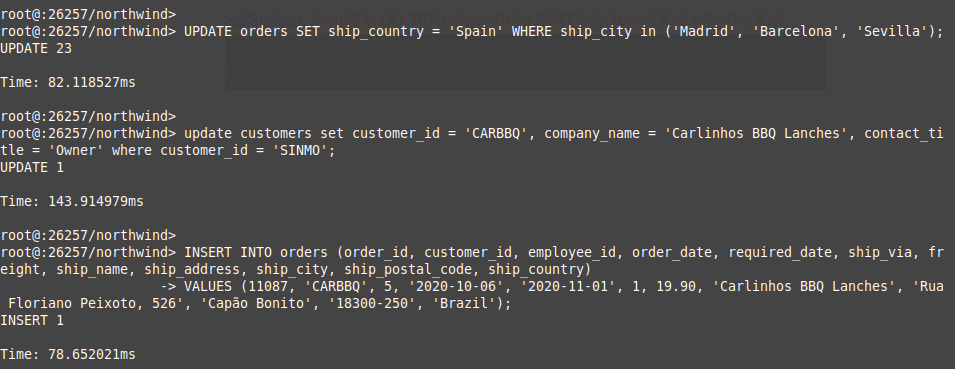 root@:26257/northwind>
root@:26257/northwind> UPDATE orders SET ship_country = 'Spain' WHERE ship_city in ('Madrid', 'Barcelona', 'Sevilla');
UPDATE 23
Time: 82.118527ms
root@:26257/northwind>
root@:26257/northwind> update customers set customer_id = 'CARBBQ', company_name = 'Carlinhos BBQ Lanches', contact_ti
tle = 'Owner' where customer_id = 'SINMO';
UPDATE 1
Time: 143.914979ms
root@:26257/northwind>
root@:26257/northwind> INSERT INTO orders (order_id, customer_id, employee_id, order_date, required_date, ship_via, fr
eight, ship_name, ship_address, ship_city, ship_postal_code, ship_country)
-> VALUES (11087, 'CARBBQ', 5, '2020-10-06', '2020-11-01', 1, 19.90, 'Carlinhos BBQ Lanches', 'Rua
Floriano Peixoto, 526', 'Capão Bonito', '18300-250', 'Brazil');
INSERT 1
Time: 78.652021ms